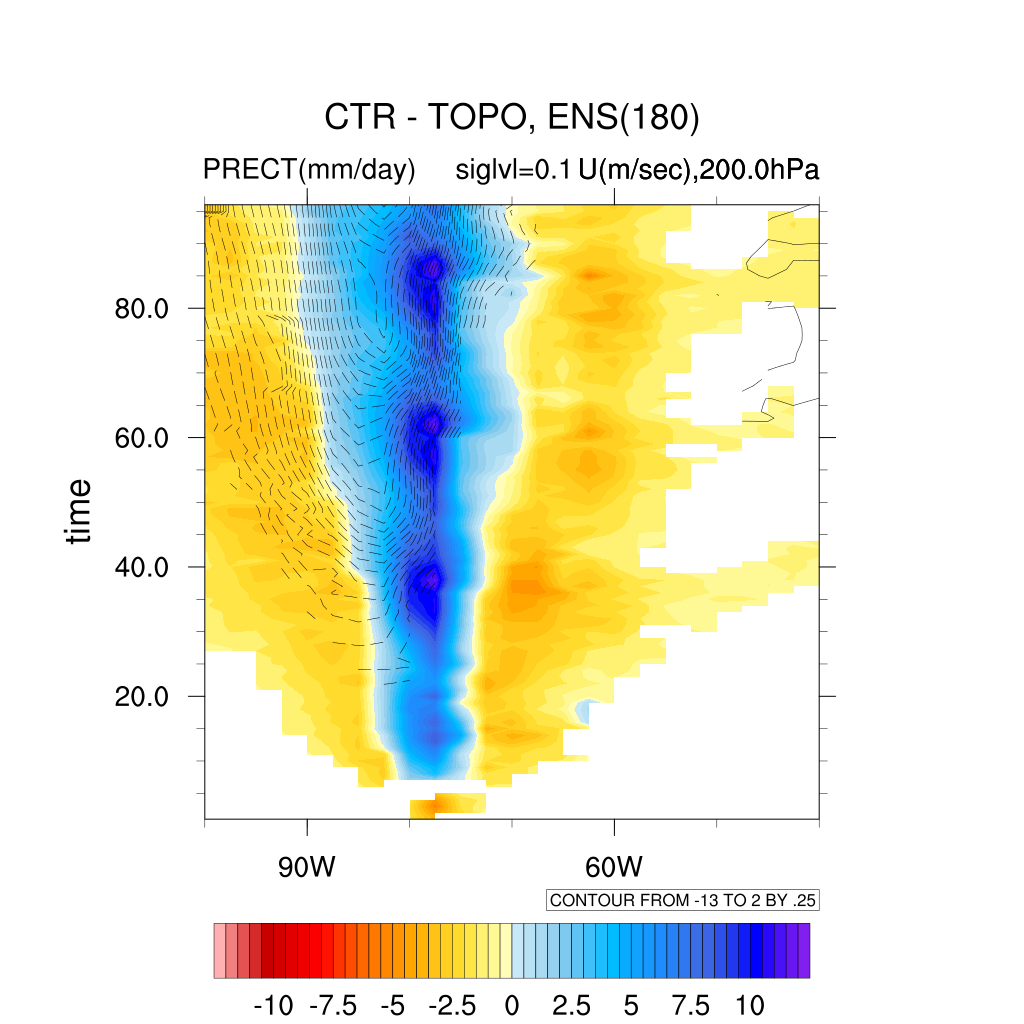 CTR - TOPO, ENS(180)
PRECT(mm/day) siglvl=0.1 U(m/sec),200.0hPa
80.0
60.0
time
40.0
20.0
90W 60W
CONTOUR FROM -13 TO 2 BY .25
-10 -7.5 -5 -2.5 0 2.5 5 7.5 10